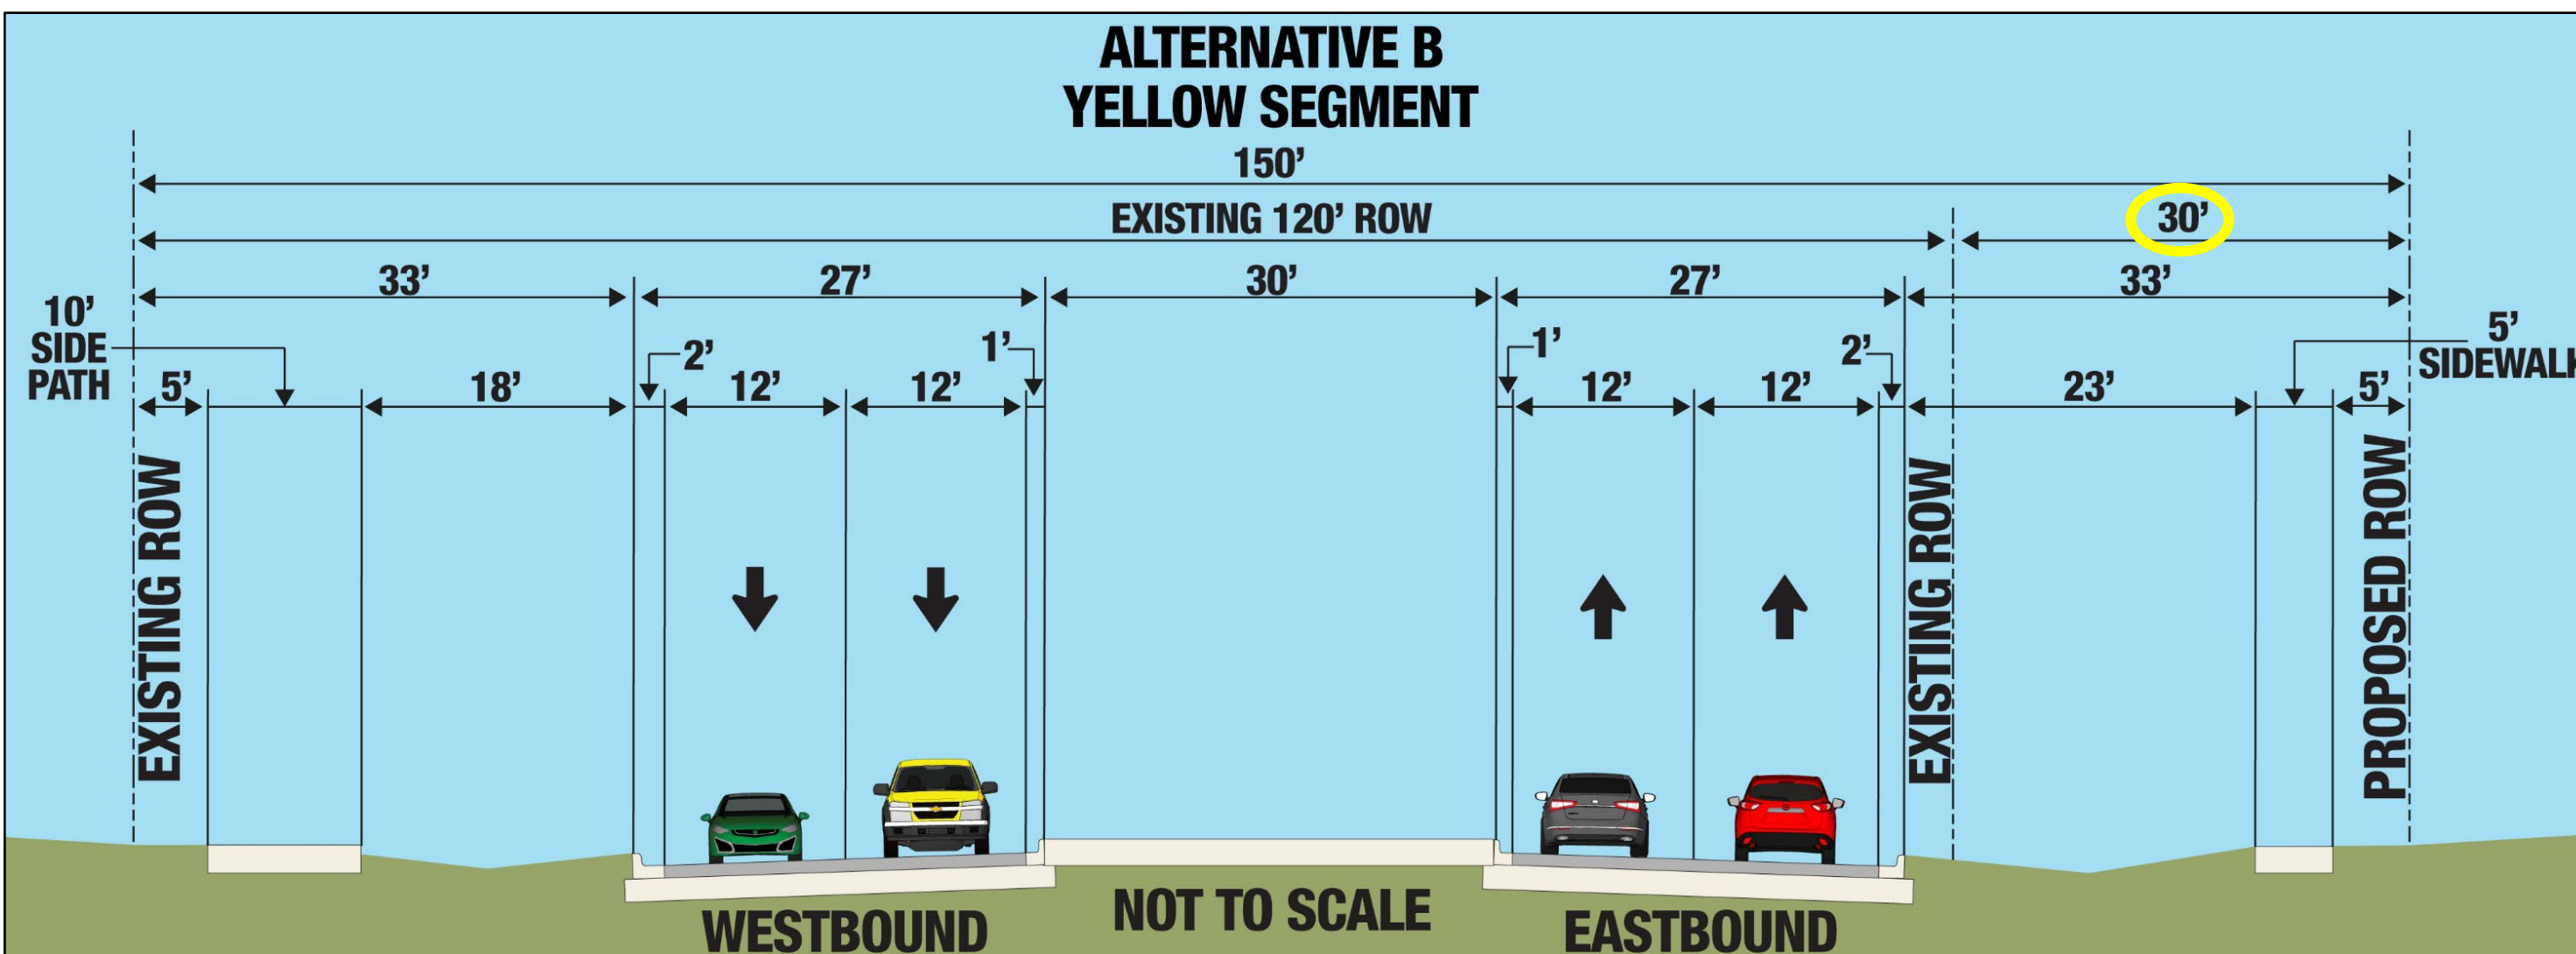 ALTERNATIVE B
YELLOW SEGMENT
150’
EXISTING 120’ ROW
30’
33’
27’
30’
27’
33’
10’
SIDE
PATH
5’
18’
2’
12’
12’
1’
1’
12’
12’
2’
23’
5’
5’
SIDEWALK
EXISTING ROW
EXISTING ROW
PROPOSED ROW
WESTBOUND
NOT TO SCALE
EASTBOUND